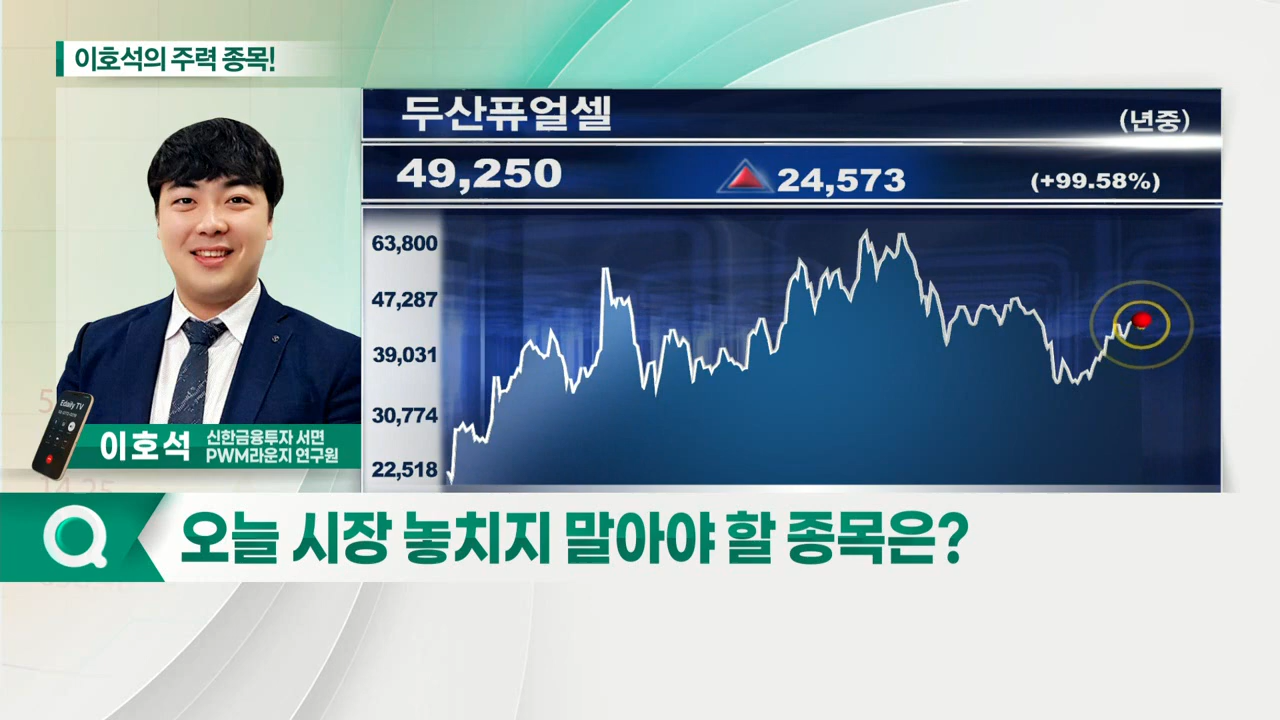 이호석의 주력 종목!
두산퓨얼셀 (년중)
49,250 24,573 (+99.58%)
63,800
47,287
39,031
30,774
22,518
Edaily TV
이호석 신한금융투자 서면
PWM라운지 연구원
Q 오늘 시장 놓치지 말아야 할 종목은?